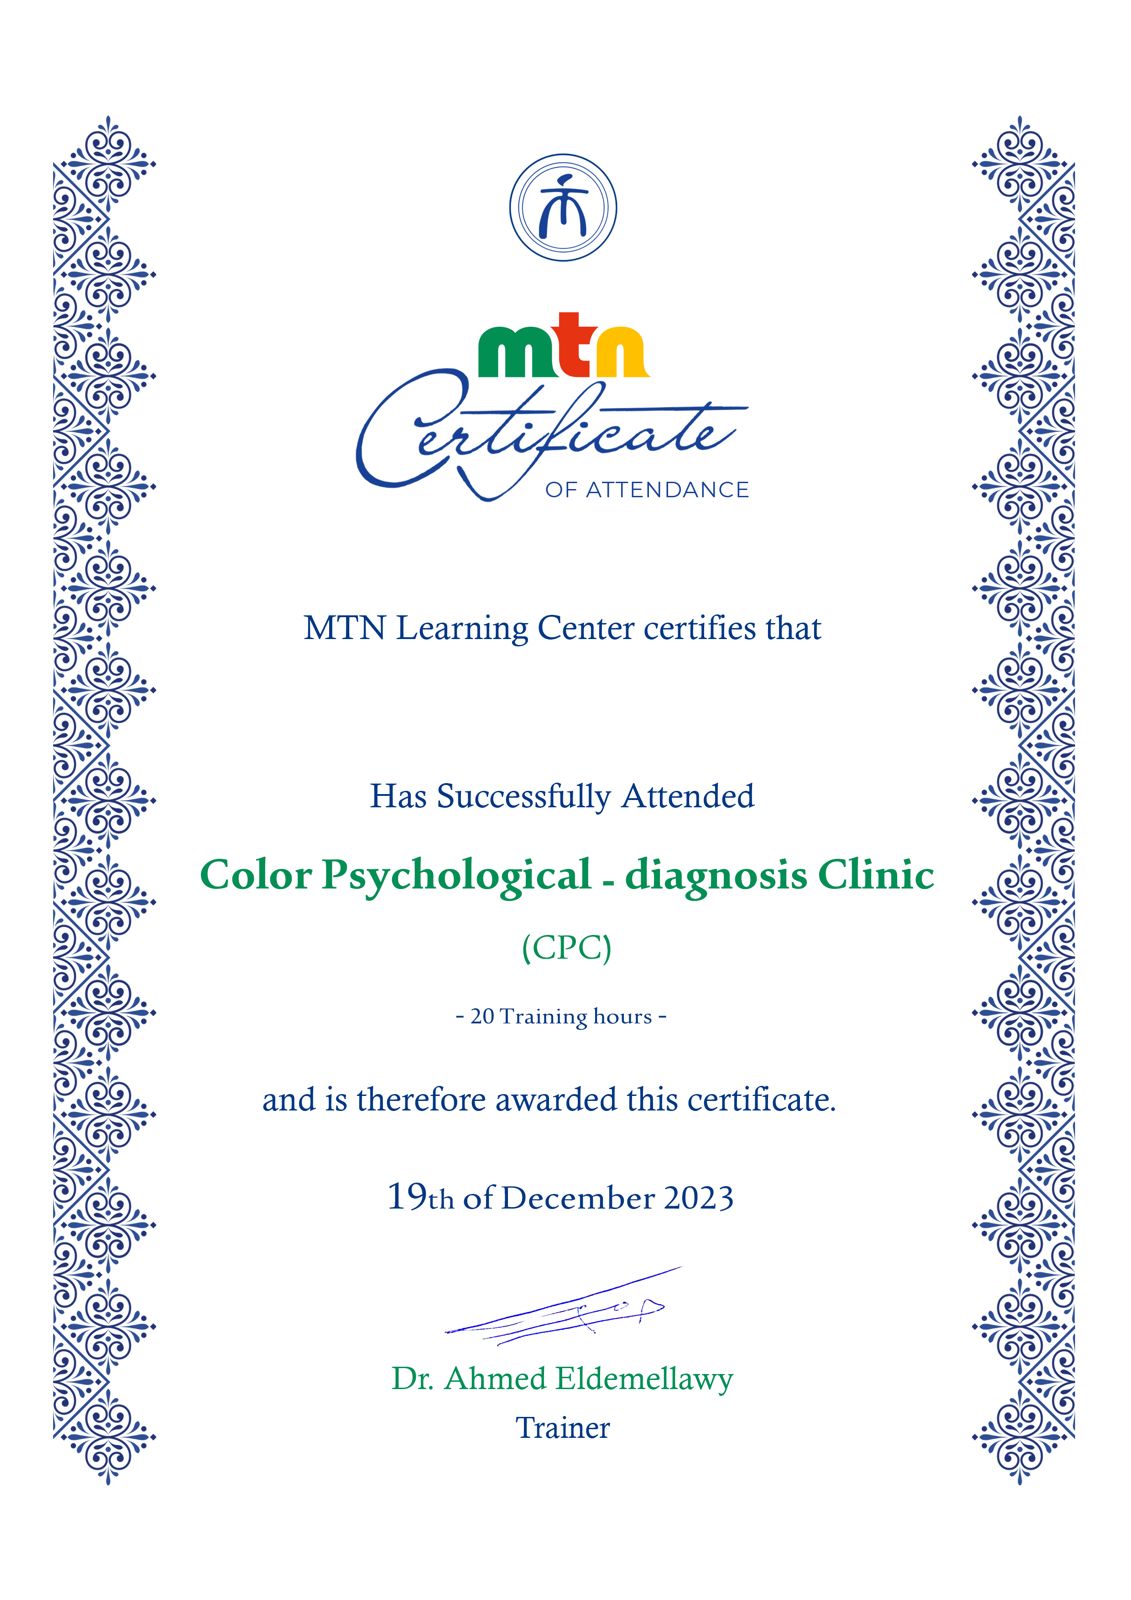 mtn
Certificate
OF ATTENDANCE
MTN Learning Center certifies that
Has Successfully Attended
Color Psychological - diagnosis Clinic
(CPC)
- 20 Training hours -
and is therefore awarded this certificate.
19th of December 2023
Dr. Ahmed Eldemellawy
Trainer